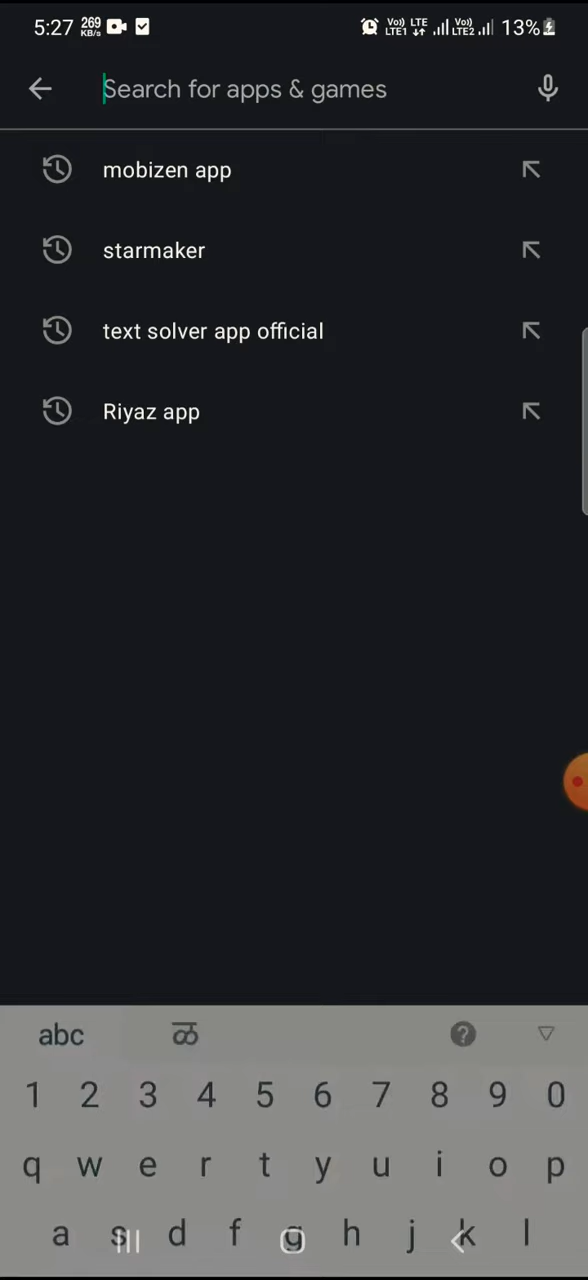 5:27 269 KB/s Vo) LTE1 LTE Vo) LTE2 13%
Search for apps & games
mobizen app
starmaker
text solver app official
Riyaz app
abc ळ ?
1 2 3 4 5 6 7 8 9 0
q w e r t y u i o p
a s d f g h j k l